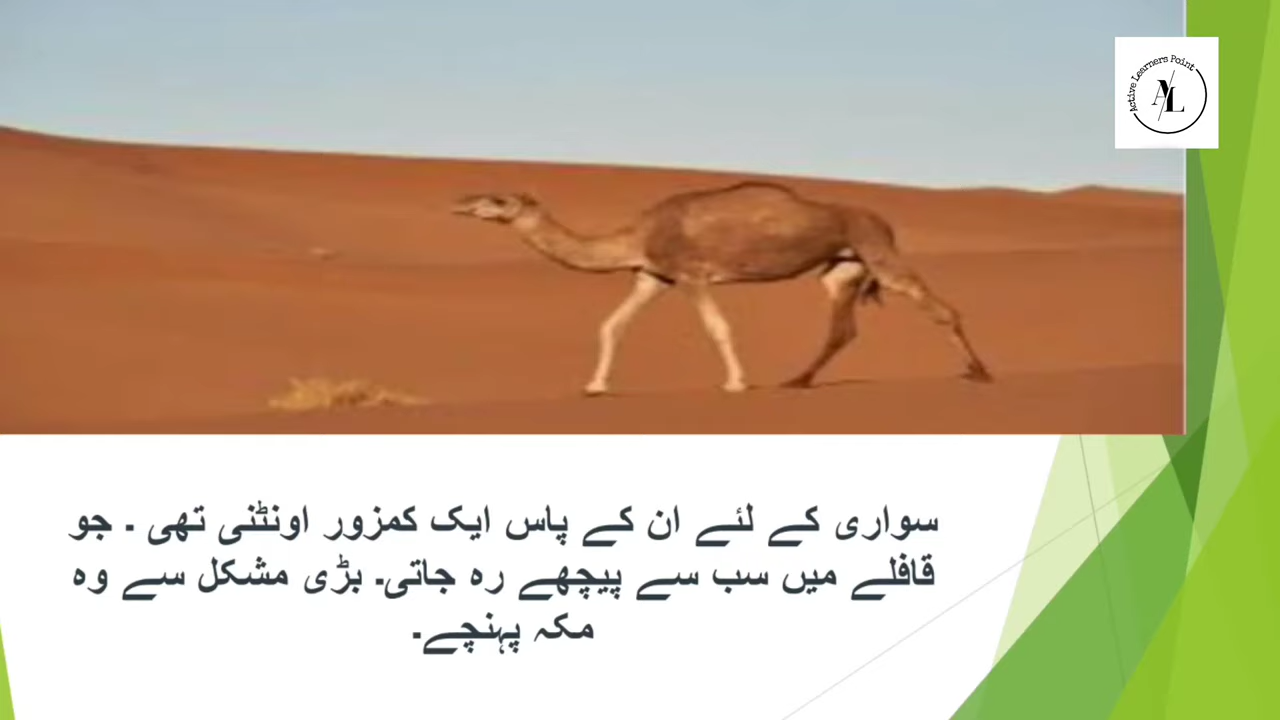 Active Learners Point
AL
سواری کے لئے ان کے پاس ایک کمزور اونٹنی تھی ۔ جو
قافلے میں سب سے پیچھے رہ جاتی۔ بڑی مشکل سے وہ
مکہ پہنچے۔